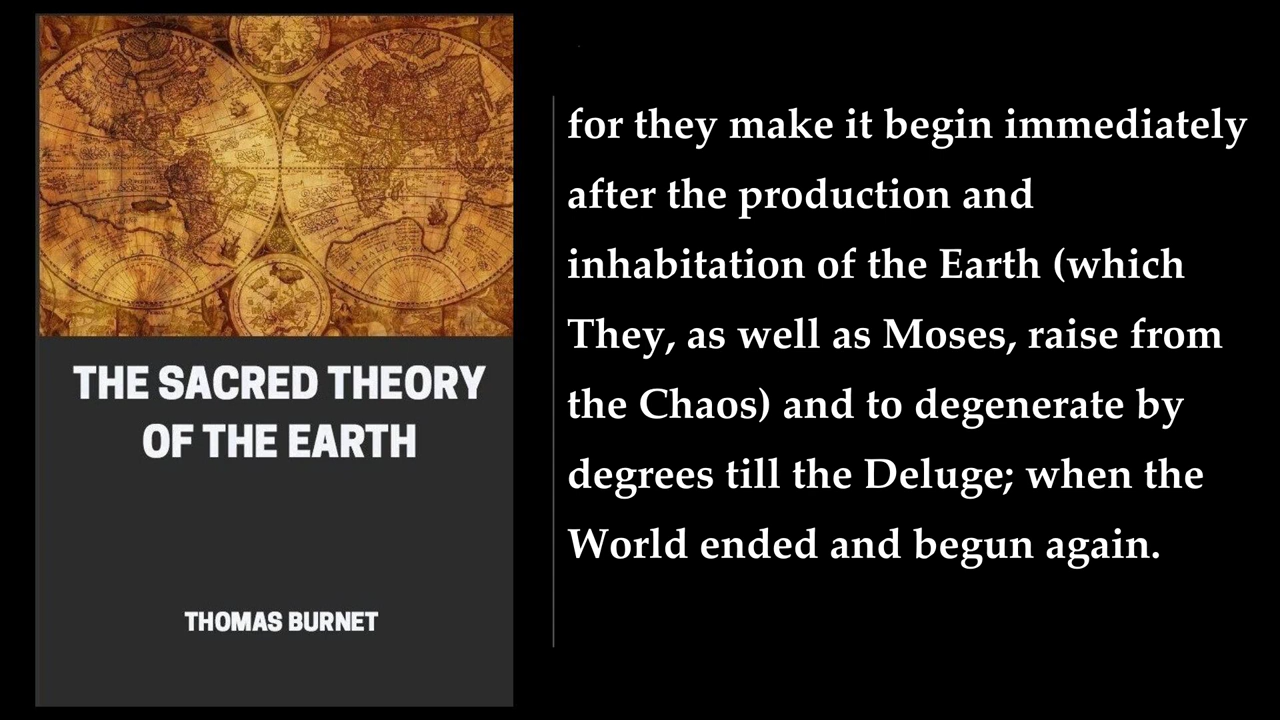 THE SACRED THEORY
OF THE EARTH
THOMAS BURNET
for they make it begin immediately
after the production and
inhabitation of the Earth (which
They, as well as Moses, raise from
the Chaos) and to degenerate by
degrees till the Deluge; when the
World ended and begun again.